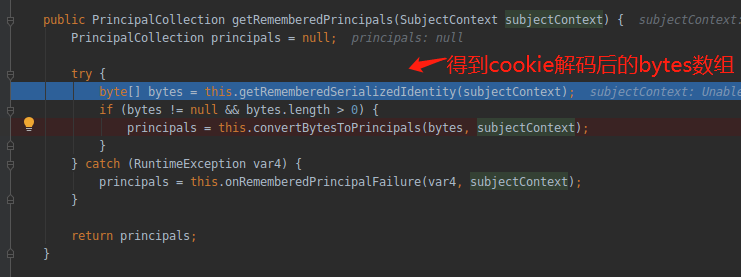 public PrincipalCollection getRememberedPrincipals(SubjectContext subjectContext) {  subjectContext:
PrincipalCollection principals = null;  principals: null
try {
得到cookie解码后的bytes数组
byte[] bytes = this.getRememberedSerializedIdentity(subjectContext);  subjectContext: Unable
if (bytes != null && bytes.length > 0) {
principals = this.convertBytesToPrincipals(bytes, subjectContext);
}
} catch (RuntimeException var4) {
principals = this.onRememberedPrincipalFailure(var4, subjectContext);
}
return principals;
}